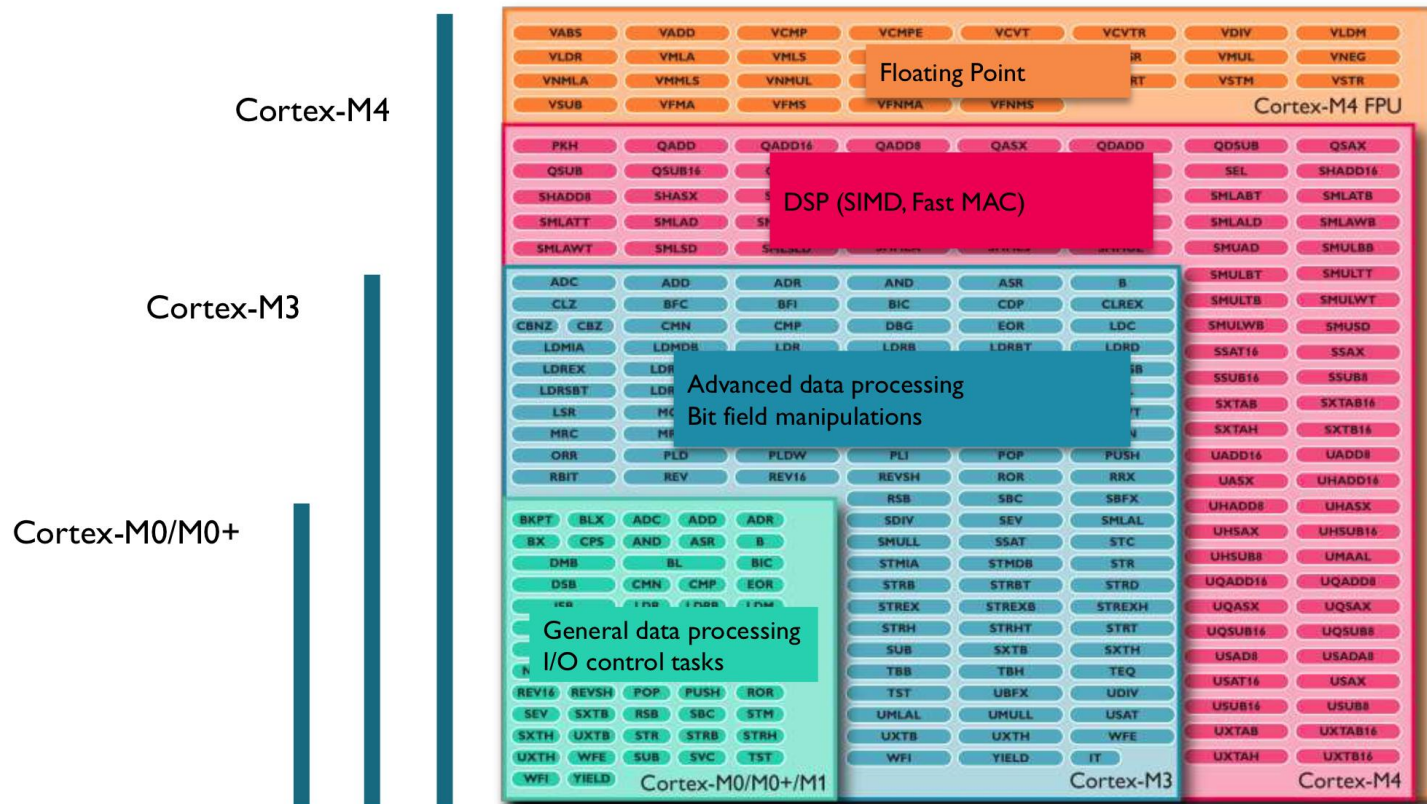 VABS VADD VCMP VCMPE VCVT VCVTR VDIV VLDM
VLDR VMLA VMLS VMUL VNEG
Floating Point
VNMLA VMMLS VNMUL VSTM VSTR
Cortex-M4
VSUB VFMA VFMS VFNMA VFNMS
Cortex-M4 FPU
PKH QADD QADD16 QADD8 QASX QDADD QDSUB QSAX
QSUB QSUB16 SEL SHADD16
SHADD8 SHASX SMLABT SMLATB
DSP (SIMD, Fast MAC)
SMLATT SMLAD SMLALD SMLAWB
SMLAWT SMLSD SMLSLD SMUAD SMULBB
ADC ADD ADR AND ASR B SMULBT SMULTT
Cortex-M3
CLZ BFC BFI BIC CDP CLREX SMULTB SMULWT
CBNZ CBZ CMN CMP DBG EOR LDC SMULWB SMUSD
LDMIA LDMDB LDR LDRB LDRBT LDRD SSAT16 SSAX
LDREX SSUB16 SSUB8
Advanced data processing
LDRSBT SXTAB SXTAB16
Bit field manipulations
LSR
MRC SXTAH SXTB16
ORR PLD PLDW PLI POP PUSH UADD16 UADD8
RBIT REV REV16 REVSH ROR RRX UASX UHADD16
RSB SBC SBFX UHADD8 UHASX
Cortex-M0/M0+
BKPT BLX ADC ADD ADR SDIV SEV SMLAL UHSAX UHSUB16
BX CPS AND ASR B SMULL SSAT STC
DMB BL BIC STMIA STMDB STR UHSUB8 UMAAL
DSB CMN CMP EOR STRB STRBT STRD UQADD16 UQADD8
ISB LDR LDRB LDM STREX STREXB STREXH UQASX UQSAX
General data processing
STRH STRHT STRT UQSUB16 UQSUB8
I/O control tasks
SUB SXTB SXTH USAD8 USADA8
TBB TBH TEQ USAT16 USAX
REV16 REVSH POP PUSH ROR TST UBFX UDIV
SEV SXTB RSB SBC STM UMLAL UMULL USAT USUB16 USUB8
SXTH UXTB STR STRB STRH UXTB UXTH WFE UXTAB UXTAB16
UXTH WFE SUB SVC TST WFI YIELD IT UXTAH UXTB16
WFI YIELD
Cortex-M0/M0+/M1
Cortex-M3
Cortex-M4